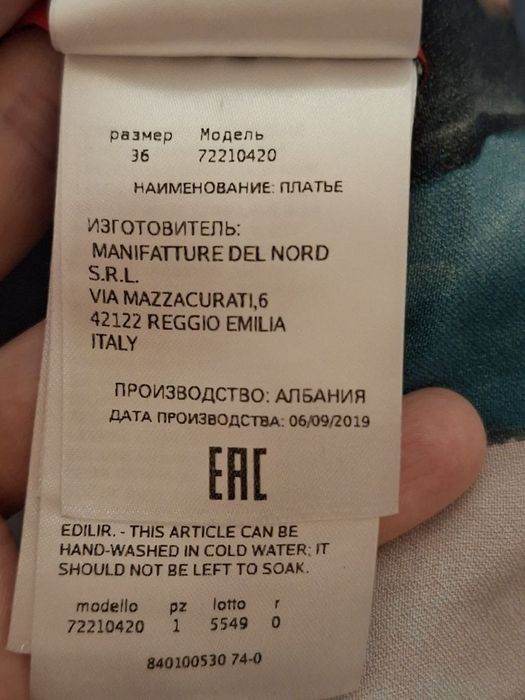 размер Модель
36 72210420
НАИМЕНОВАНИЕ: ПЛАТЬЕ
ИЗГОТОВИТЕЛЬ:
MANIFATTURE DEL NORD
S.R.L.
VIA MAZZACURATI,6
42122 REGGIO EMILIA
ITALY
ПРОИЗВОДСТВО: АЛБАНИЯ
ДАТА ПРОИЗВОДСТВА: 06/09/2019
EAC
EDILIR. - THIS ARTICLE CAN BE
HAND-WASHED IN COLD WATER; IT
SHOULD NOT BE LEFT TO SOAK.
modello pz lotto r
72210420 1 5549 0
840100530 74-0